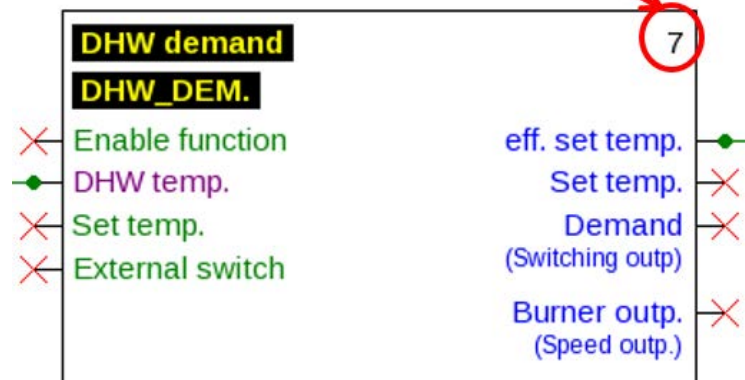 DHW demand
7
DHW_DEM.
Enable function
eff. set temp.
DHW temp.
Set temp.
Set temp.
Demand
External switch
(Switching outp)
Burner outp.
(Speed outp.)